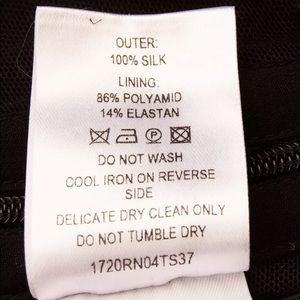 OUTER:
100% SILK
LINING:
86% POLYAMID
14% ELASTAN
P
DO NOT WASH
COOL IRON ON REVERSE
SIDE
DELICATE DRY CLEAN ONLY
DO NOT TUMBLE DRY
1720RN04TS37